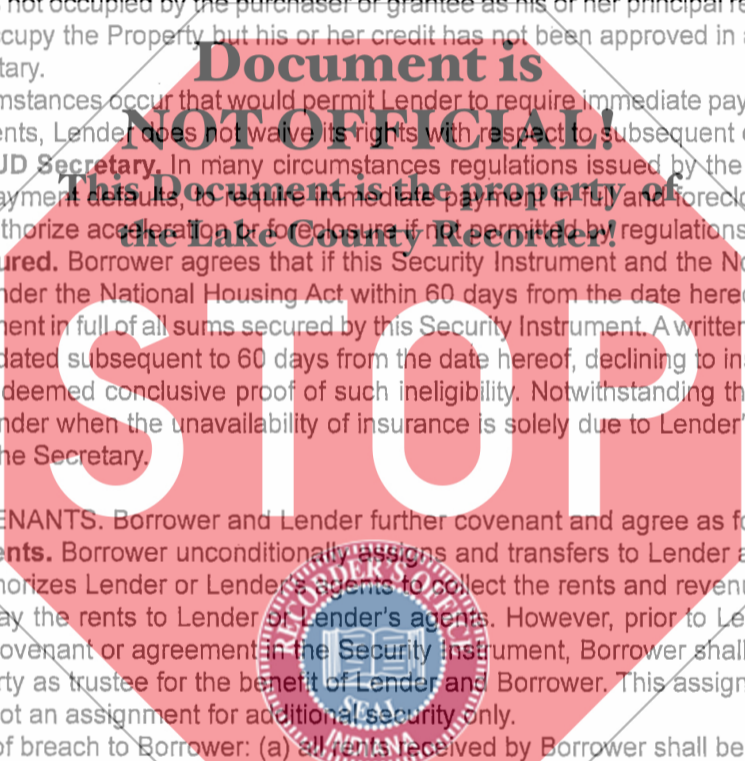 not occupied by the purchaser or grantee as his or her principal re
ccupy the Property but his or her credit has not been approved in a
tary.
Document is
mstances occur that would permit Lender to require immediate pay
NOT OFFICIAL!
ents, Lender does not waive its rights with respect to subsequent e
UD Secretary. In many circumstances regulations issued by the
This Document is the property of
ayment defaults, to require immediate payment in full and foreclo
the Lake County Recorder!
thorize acceleration or foreclosure if not permitted by regulations
ured. Borrower agrees that if this Security Instrument and the No
nder the National Housing Act within 60 days from the date here
ment in full of all sums secured by this Security Instrument. A written
dated subsequent to 60 days from the date hereof, declining to in
deemed conclusive proof of such ineligibility. Notwithstanding th
nder when the unavailability of insurance is solely due to Lender'
he Secretary.
STOP
ENANTS. Borrower and Lender further covenant and agree as fo
ents. Borrower unconditionally assigns and transfers to Lender a
horizes Lender or Lender's agents to collect the rents and revenu
ay the rents to Lender or Lender's agents. However, prior to Le
ovenant or agreement in the Security Instrument, Borrower shall
rty as trustee for the benefit of Lender and Borrower. This assign
ot an assignment for additional security only.
of breach to Borrower: (a) all rents received by Borrower shall be
RECORDER'S OFFICE
SEAL
INDIANA